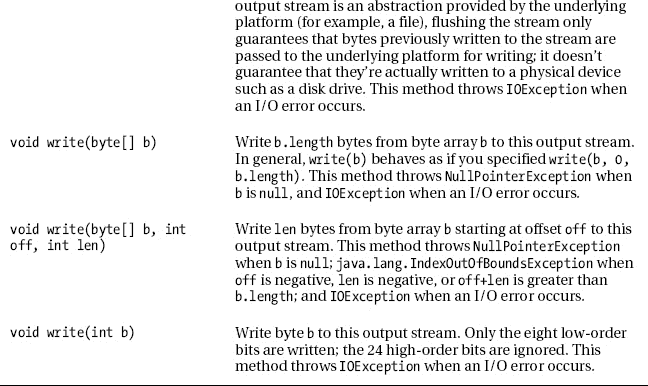 output stream is an abstraction provided by the underlying
platform (for example, a file), flushing the stream only
guarantees that bytes previously written to the stream are
passed to the underlying platform for writing; it doesn't
guarantee that they're actually written to a physical device
such as a disk drive. This method throws IOException when
an I/O error occurs.
void write(byte[] b)
Write b.length bytes from byte array b to this output stream.
In general, write(b) behaves as if you specified write(b, 0,
b.length). This method throws NullPointerException when
b is null, and IOException when an I/O error occurs.
void write(byte[] b, int
off, int len)
Write len bytes from byte array b starting at offset off to this
output stream. This method throws NullPointerException
when b is null; java.lang.IndexOutOfBoundsException when
off is negative, len is negative, or off+len is greater than
b.length; and IOException when an I/O error occurs.
void write(int b)
Write byte b to this output stream. Only the eight low-order
bits are written; the 24 high-order bits are ignored. This
method throws IOException when an I/O error occurs.